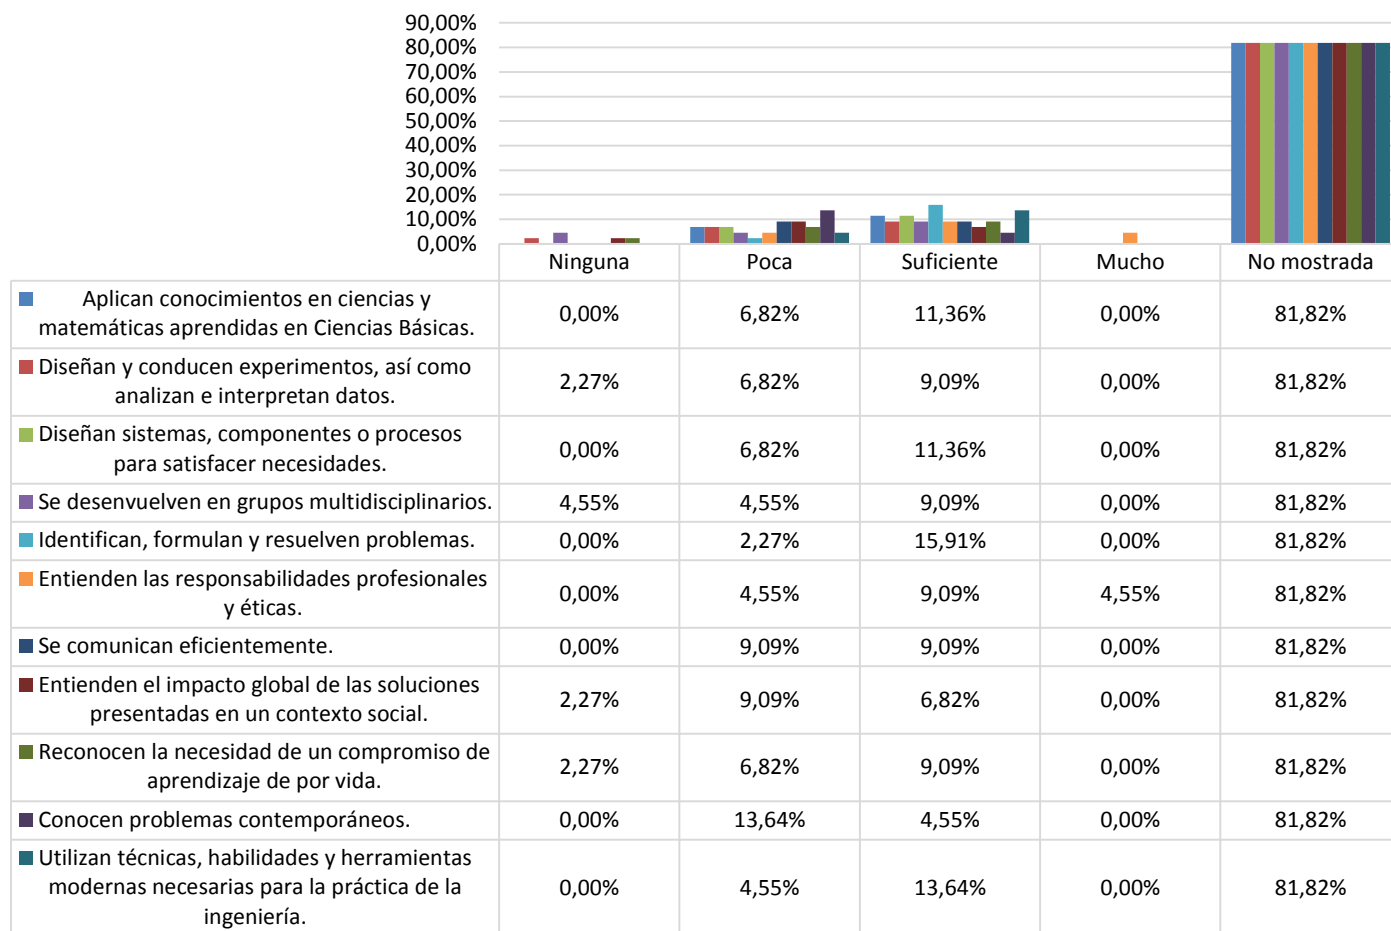 90,00%
80,00%
70,00%
60,00%
50,00%
40,00%
30,00%
20,00%
10,00%
0,00%
Ninguna Poca Suficiente Mucho No mostrada
Aplican conocimientos en ciencias y
matemáticas aprendidas en Ciencias Básicas.
0,00% 6,82% 11,36% 0,00% 81,82%
Diseñan y conducen experimentos, así como
analizan e interpretan datos.
2,27% 6,82% 9,09% 0,00% 81,82%
Diseñan sistemas, componentes o procesos
para satisfacer necesidades.
0,00% 6,82% 11,36% 0,00% 81,82%
Se desenvuelven en grupos multidisciplinarios. 4,55% 4,55% 9,09% 0,00% 81,82%
Identifican, formulan y resuelven problemas. 0,00% 2,27% 15,91% 0,00% 81,82%
Entienden las responsabilidades profesionales
y éticas.
0,00% 4,55% 9,09% 4,55% 81,82%
Se comunican eficientemente. 0,00% 9,09% 9,09% 0,00% 81,82%
Entienden el impacto global de las soluciones
presentadas en un contexto social.
2,27% 9,09% 6,82% 0,00% 81,82%
Reconocen la necesidad de un compromiso de
aprendizaje de por vida.
2,27% 6,82% 9,09% 0,00% 81,82%
Conocen problemas contemporáneos. 0,00% 13,64% 4,55% 0,00% 81,82%
Utilizan técnicas, habilidades y herramientas
modernas necesarias para la práctica de la
ingeniería.
0,00% 4,55% 13,64% 0,00% 81,82%